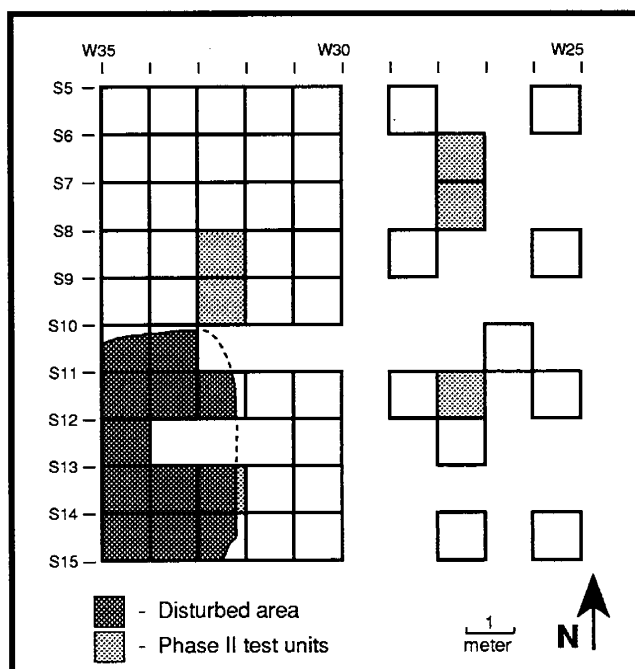 W35 W30 W25
S5
S6
S7
S8
S9
S10
S11
S12
S13
S14
S15
- Disturbed area
- Phase II test units
1
meter
N